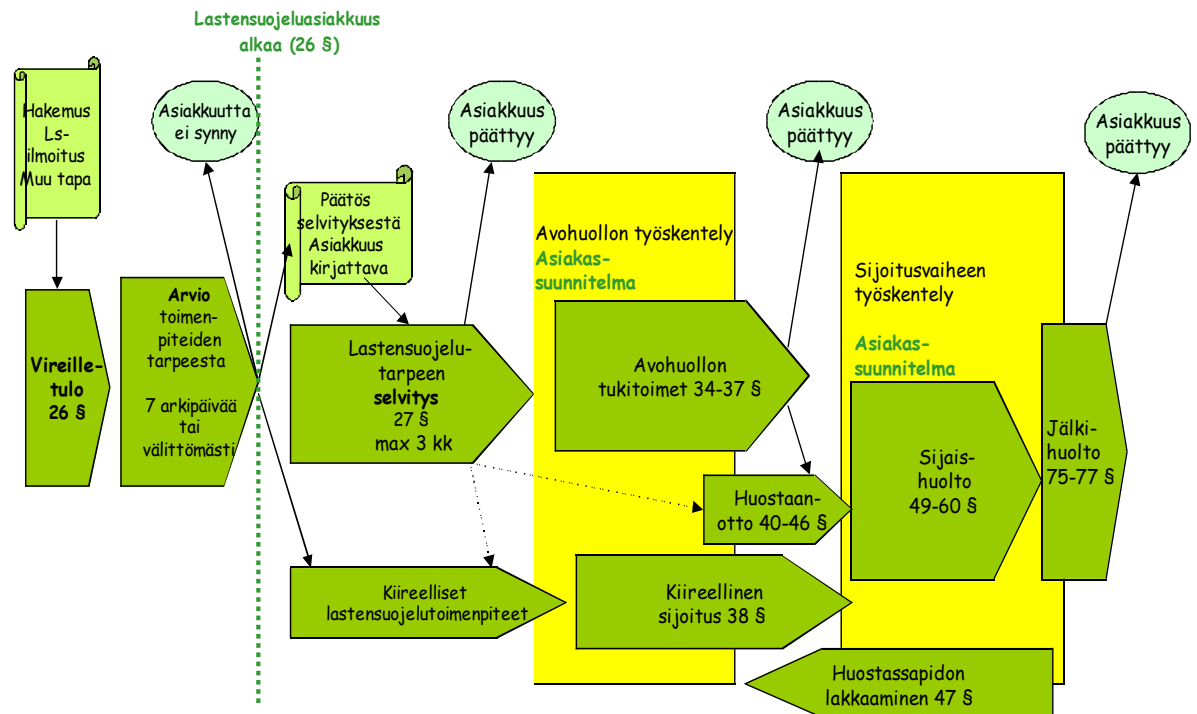 Lastensuojeluasiakkuus
alkaa (26 §)
Hakemus
Ls-
ilmoitus
Muu tapa
Asiakkuutta
ei synny
Asiakkuus
päättyy
Asiakkuus
päättyy
Asiakkuus
päättyy
Päätös
selvityksestä
Asiakkuus
kirjattava
Avohuollon työskentely
Asiakas-
suunnitelma
Sijoitusvaiheen
työskentely
Asiakas-
suunnitelma
Vireille-
tulo
26 §
Arvio
toimen-
piteiden
tarpeesta
7 arkipäivää
tai
välittömästi
Lastensuojelu-
tarpeen
selvitys
27 §
max 3 kk
Avohuollon
tukitoimet 34-37 §
Huostaan-
otto 40-46 §
Sijais-
huolto
49-60 §
Jälki-
huolto
75-77 §
Kiireelliset
lastensuojelutoimenpiteet
Kiireellinen
sijoitus 38 §
Huostassapidon
lakkaaminen 47 §